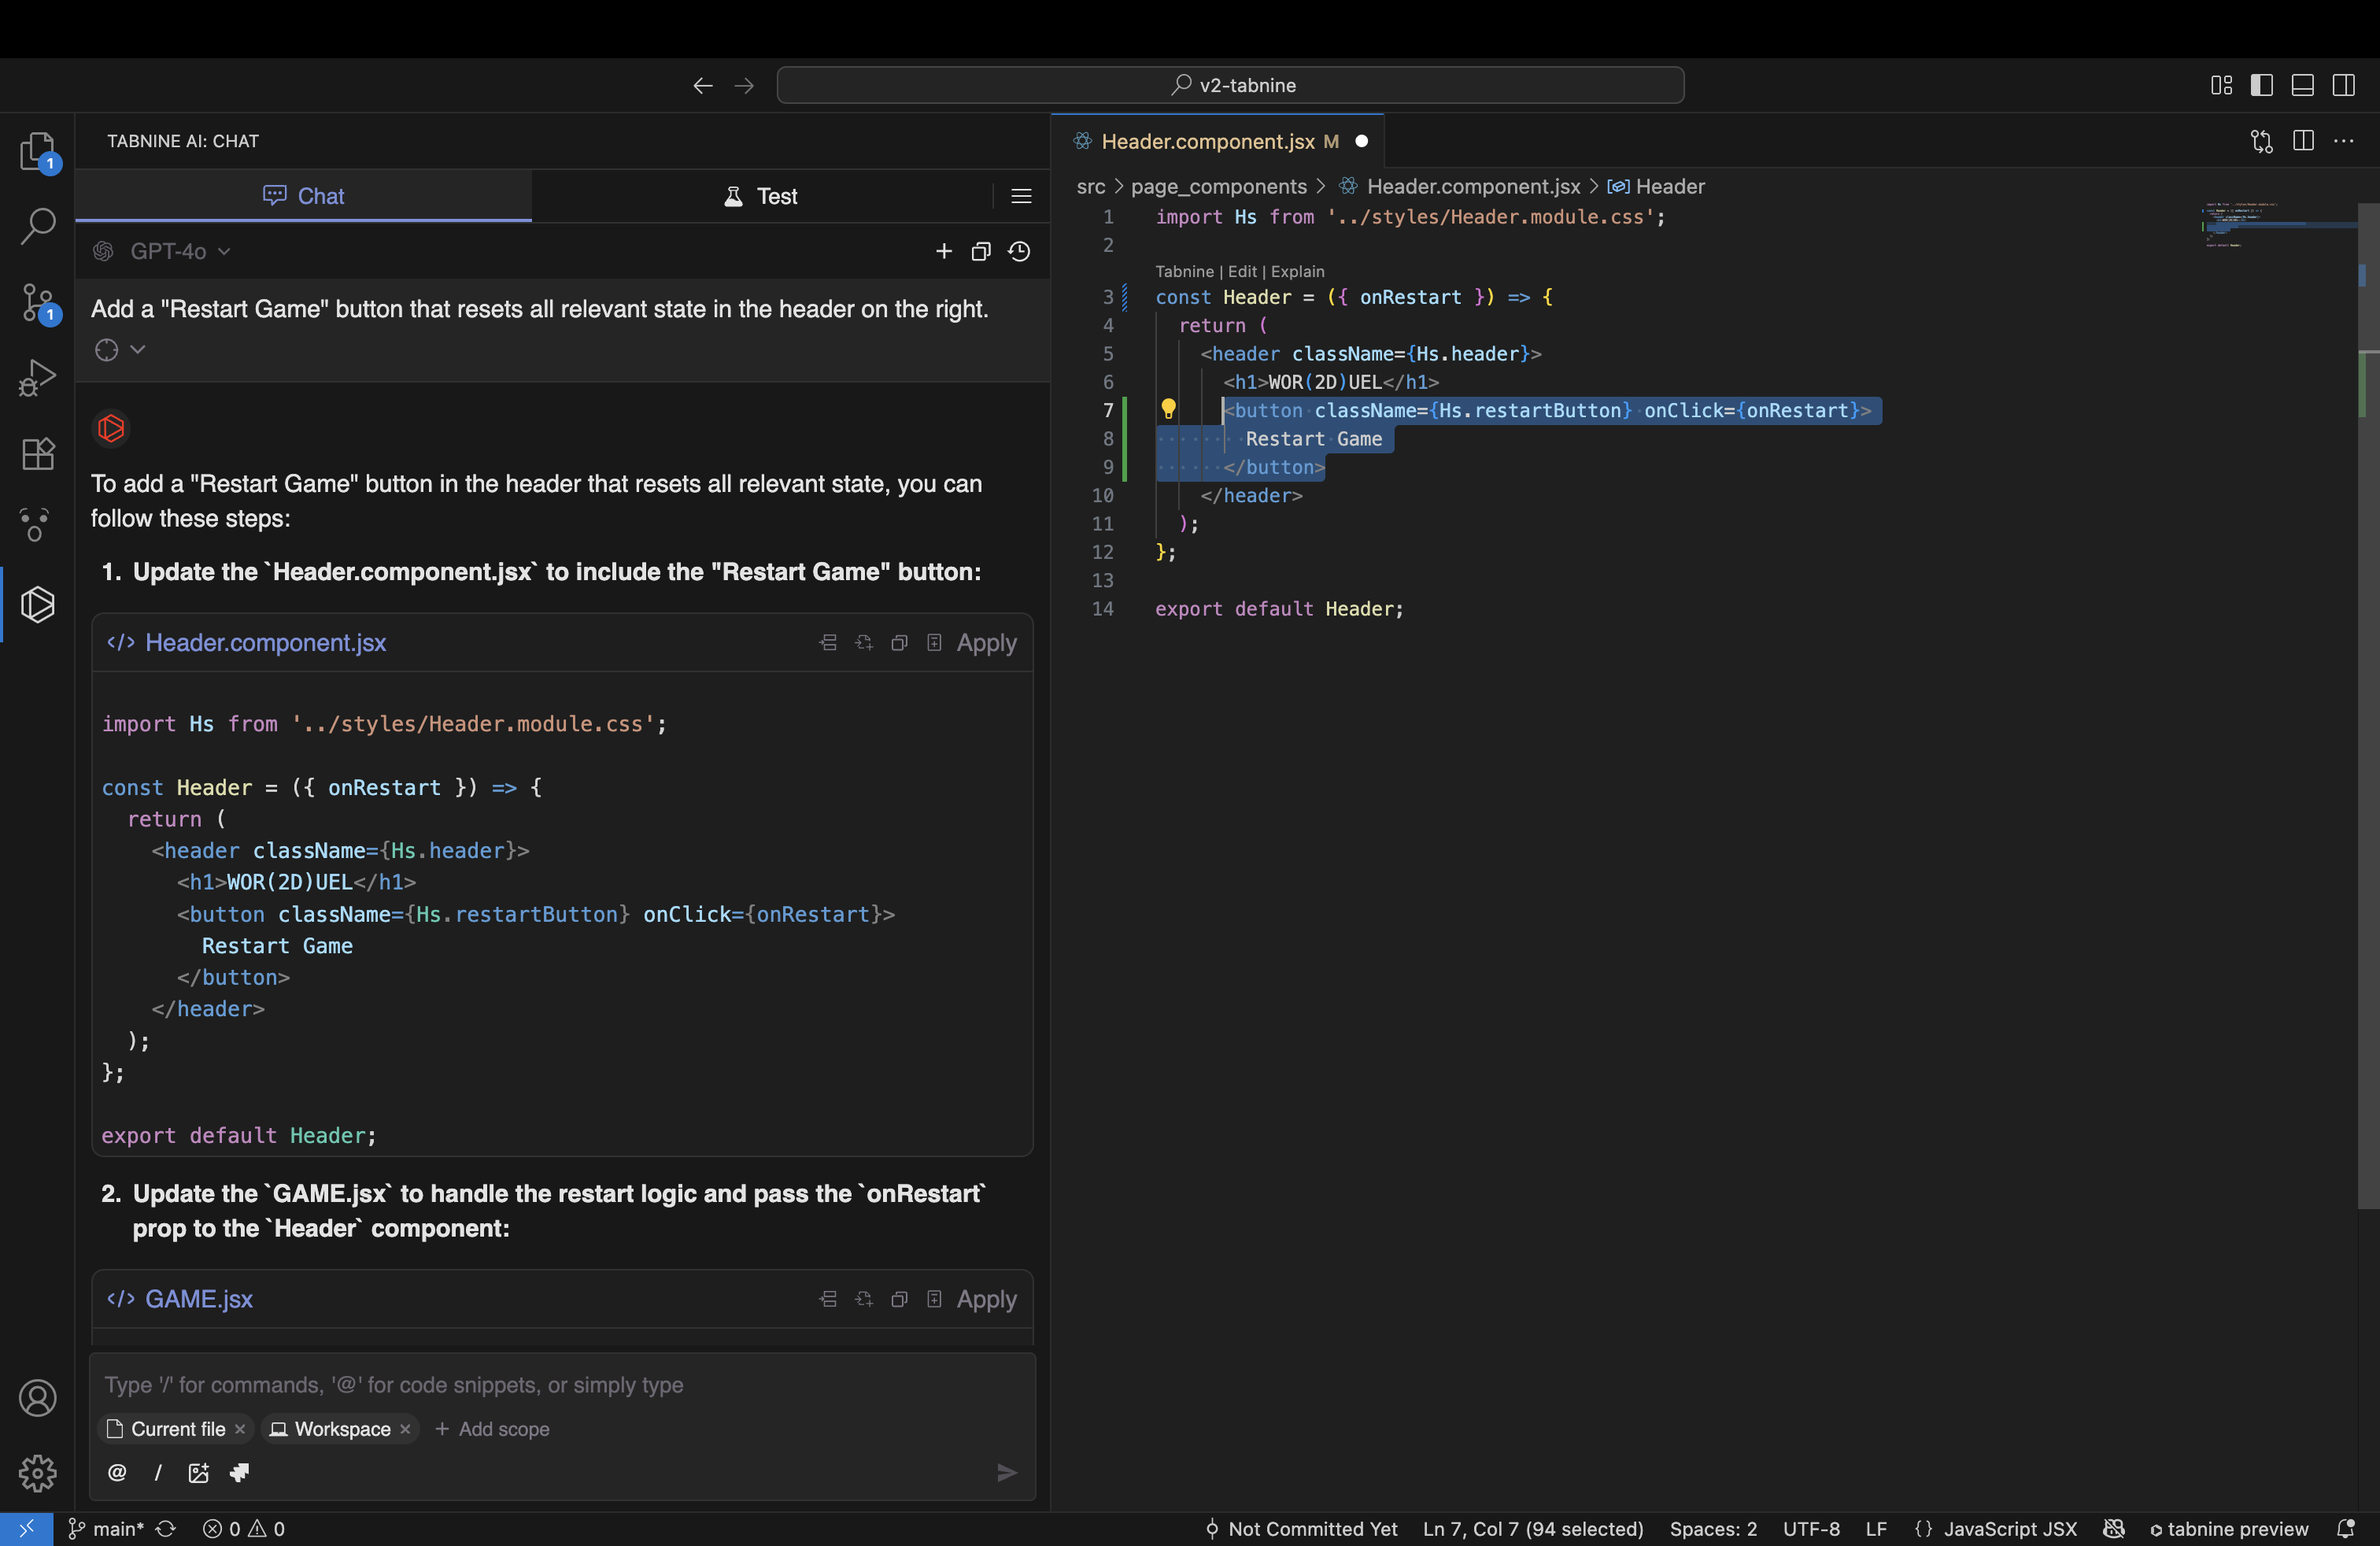 v2-tabnine
TABNINE AI: CHAT
Chat
Test
GPT-4o
Add a "Restart Game" button that resets all relevant state in the header on the right.
To add a "Restart Game" button in the header that resets all relevant state, you can
follow these steps:
1. Update the `Header.component.jsx` to include the "Restart Game" button:
</> Header.component.jsx
Apply
import Hs from '../styles/Header.module.css';
const Header = ({ onRestart }) => {
return (
<header className={Hs.header}>
<h1>WOR(2D)UEL</h1>
<button className={Hs.restartButton} onClick={onRestart}>
Restart Game
</button>
</header>
);
};
export default Header;
2. Update the `GAME.jsx` to handle the restart logic and pass the `onRestart`
prop to the `Header` component:
</> GAME.jsx
Apply
Type '/' for commands, '@' for code snippets, or simply type
Current file ×
Workspace ×
+ Add scope
@ /
1
1
Header.component.jsx M
src > page_components > Header.component.jsx > Header
1 import Hs from '../styles/Header.module.css';
2
Tabnine | Edit | Explain
3 const Header = ({ onRestart }) => {
4 return (
5 <header className={Hs.header}>
6 <h1>WOR(2D)UEL</h1>
7 <button className={Hs.restartButton} onClick={onRestart}>
8 Restart Game
9 </button>
10 </header>
11 );
12 };
13
14 export default Header;
main* 0 0
Not Committed Yet
Ln 7, Col 7 (94 selected)
Spaces: 2
UTF-8
LF
{} JavaScript JSX
tabnine preview